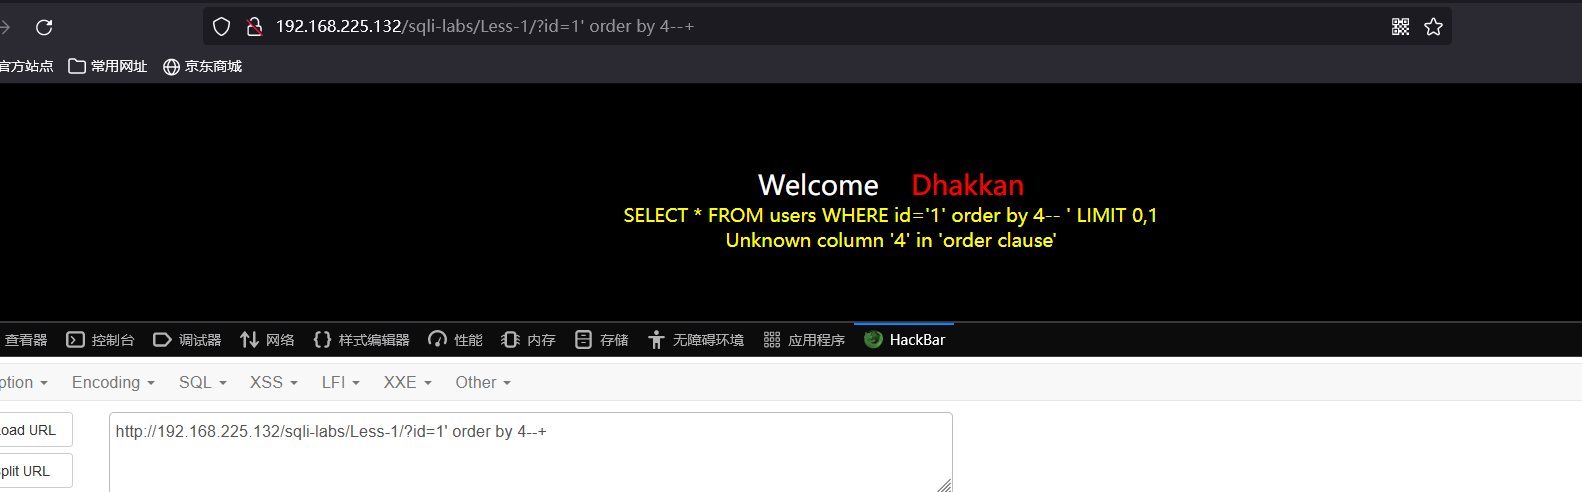 192.168.225.132/sqli-labs/Less-1/?id=1' order by 4--+
官方站点 常用网址 京东商城
Welcome Dhakkan
SELECT * FROM users WHERE id='1' order by 4-- ' LIMIT 0,1
Unknown column '4' in 'order clause'
查看器 控制台 调试器 网络 样式编辑器 性能 内存 存储 无障碍环境 应用程序 HackBar
ption Encoding SQL XSS LFI XXE Other
oad URL
http://192.168.225.132/sqli-labs/Less-1/?id=1' order by 4--+
plit URL